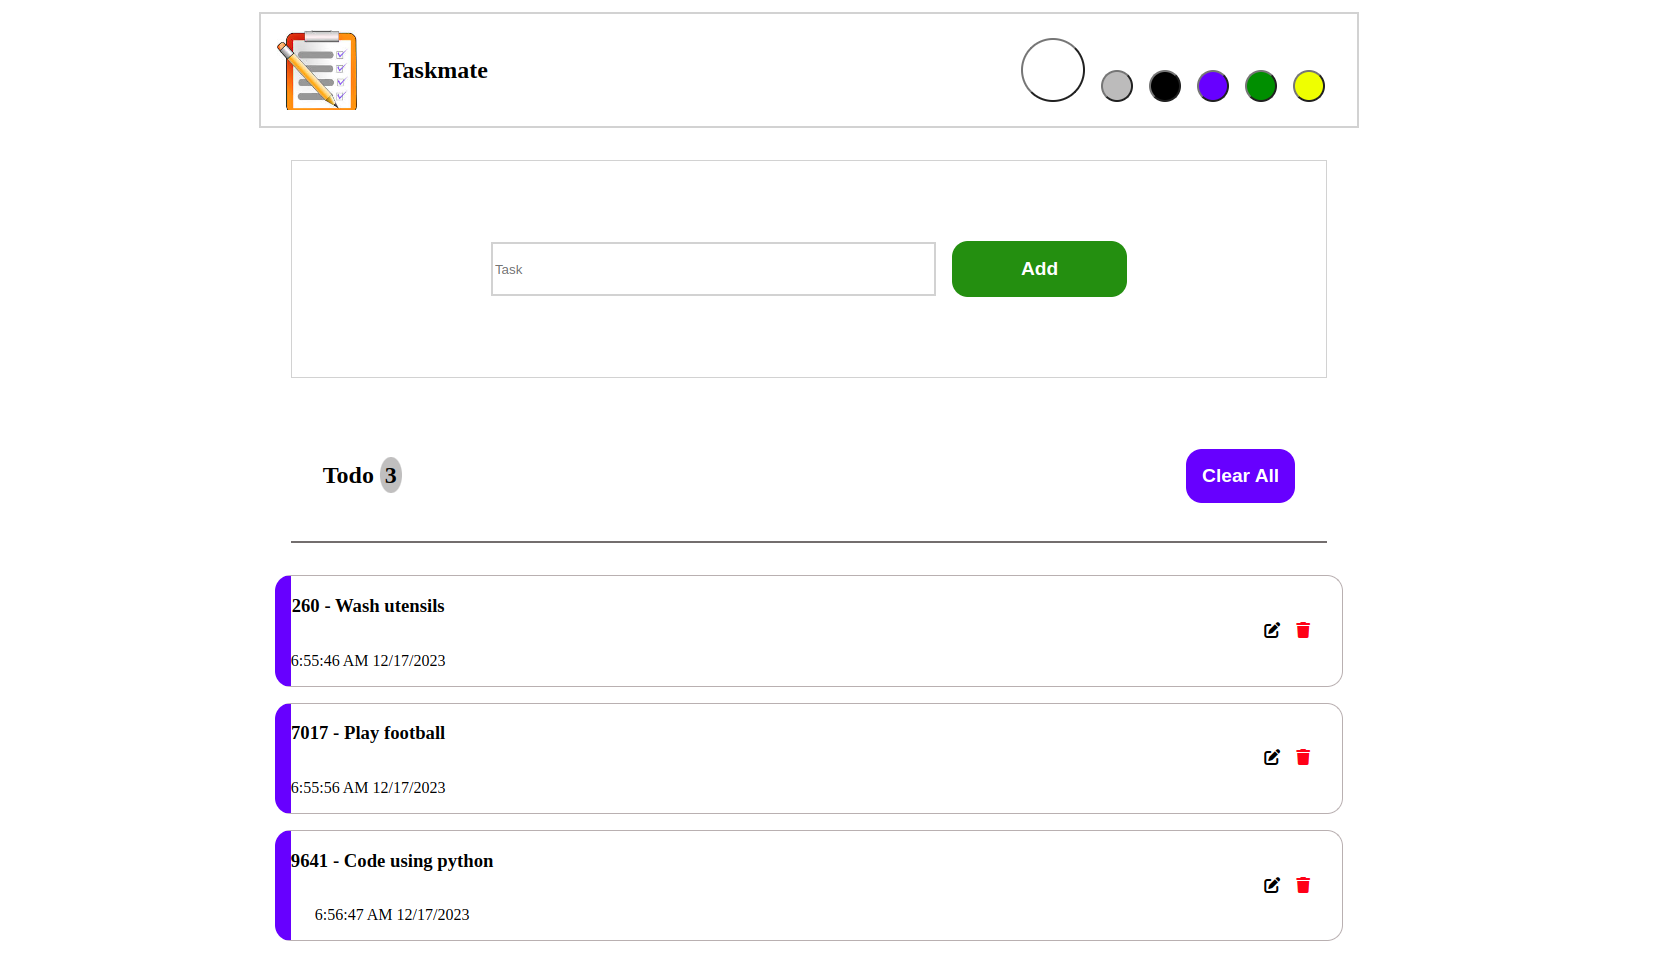 Taskmate
Task
Add
Todo 3
Clear All
260 - Wash utensils
6:55:46 AM 12/17/2023
7017 - Play football
6:55:56 AM 12/17/2023
9641 - Code using python
6:56:47 AM 12/17/2023